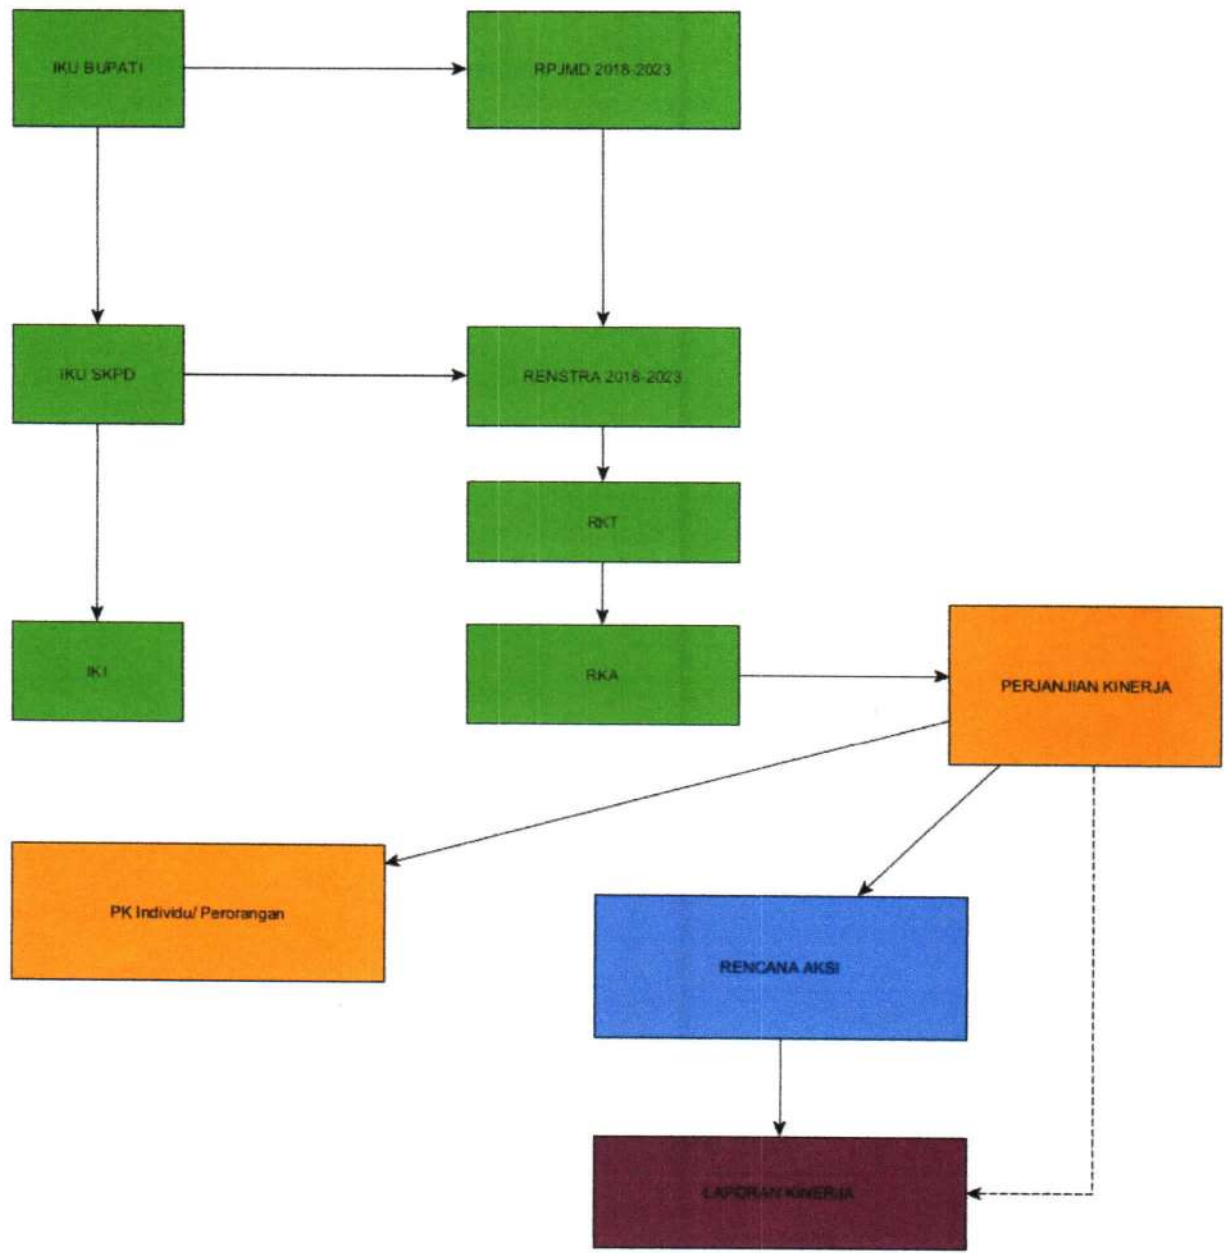 IKU BUPATI
RPJMD 2018-2023
IKU SKPD
RENSTRA 2018-2023
RKT
IKI
RKA
PERJANJIAN KINERJA
PK Individu/ Perorangan
RENCANA AKSI
LAPORAN KINERJA